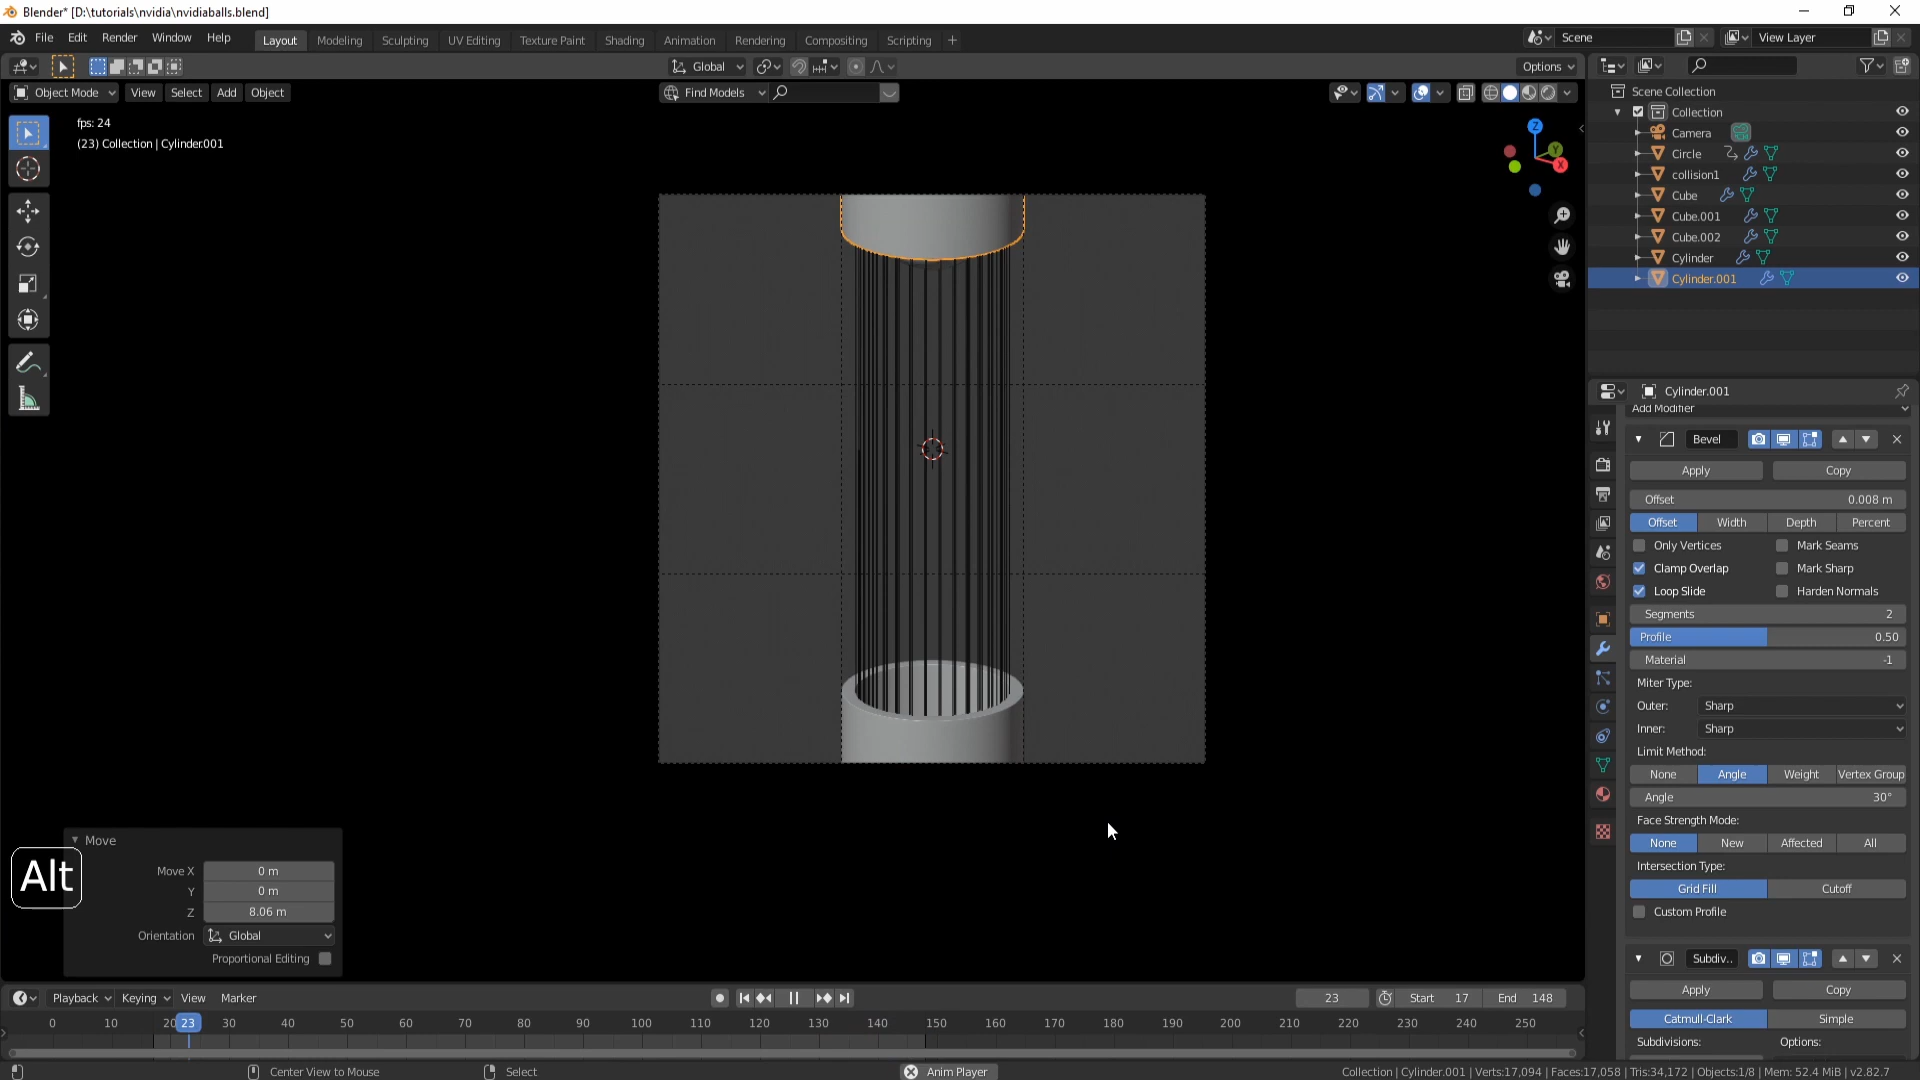 Blender* [D:\tutorials\nvidia\nvidiaballs.blend]
File Edit Render Window Help
Layout Modeling Sculpting UV Editing Texture Paint Shading Animation Rendering Compositing Scripting +
Scene
View Layer
Global
Options
Object Mode View Select Add Object
Find Models
fps: 24
(23) Collection | Cylinder.001
Z
Y
X
Scene Collection
Collection
Camera
Circle
collision1
Cube
Cube.001
Cube.002
Cylinder
Cylinder.001
Cylinder.001
Add Modifier
Bevel
Apply Copy
Offset 0.008 m
Offset Width Depth Percent
Only Vertices Mark Seams
Clamp Overlap Mark Sharp
Loop Slide Harden Normals
Segments 2
Profile 0.50
Material -1
Miter Type:
Outer: Sharp
Inner: Sharp
Limit Method:
None Angle Weight Vertex Group
Angle 30°
Face Strength Mode:
None New Affected All
Intersection Type:
Grid Fill Cutoff
Custom Profile
Subdiv..
Apply Copy
Catmull-Clark Simple
Subdivisions: Options:
Move
Move X 0 m
Y 0 m
Z 8.06 m
Orientation Global
Proportional Editing
Alt
Playback Keying View Marker
23 Start 17 End 148
0 10 20 23 30 40 50 60 70 80 90 100 110 120 130 140 150 160 170 180 190 200 210 220 230 240 250
Center View to Mouse Select Anim Player Collection | Cylinder.001 | Verts:17,094 | Faces:17,058 | Tris:34,172 | Objects:1/8 | Mem: 52.4 MiB | v2.82.7